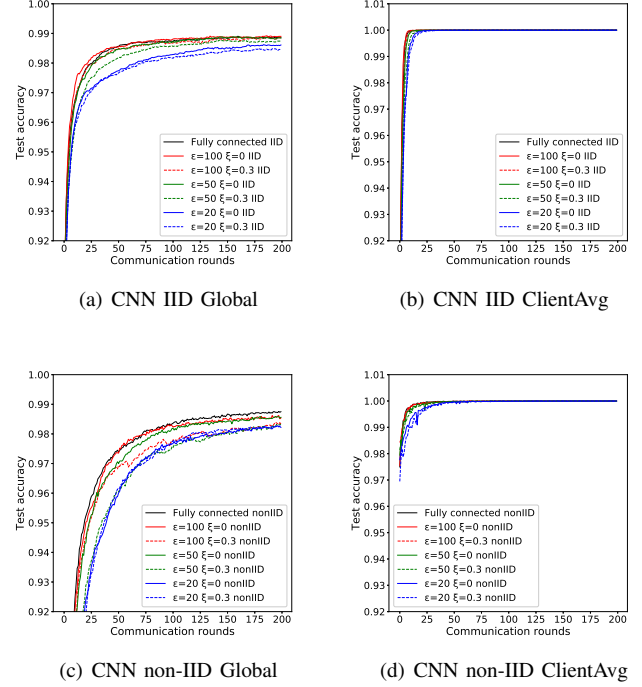 1.00
0.99
0.98
0.97
0.96
0.95
0.94
0.93
0.92
Test accuracy
0 25 50 75 100 125 150 175 200
Communication rounds
Fully connected IID
ε=100 ξ=0 IID
ε=100 ξ=0.3 IID
ε=50 ξ=0 IID
ε=50 ξ=0.3 IID
ε=20 ξ=0 IID
ε=20 ξ=0.3 IID
(a) CNN IID Global
1.01
1.00
0.99
0.98
0.97
0.96
0.95
0.94
0.93
0.92
Test accuracy
0 25 50 75 100 125 150 175 200
Communication rounds
Fully connected IID
ε=100 ξ=0 IID
ε=100 ξ=0.3 IID
ε=50 ξ=0 IID
ε=50 ξ=0.3 IID
ε=20 ξ=0 IID
ε=20 ξ=0.3 IID
(b) CNN IID ClientAvg
1.00
0.99
0.98
0.97
0.96
0.95
0.94
0.93
0.92
Test accuracy
0 25 50 75 100 125 150 175 200
Communication rounds
Fully connected nonIID
ε=100 ξ=0 nonIID
ε=100 ξ=0.3 nonIID
ε=50 ξ=0 nonIID
ε=50 ξ=0.3 nonIID
ε=20 ξ=0 nonIID
ε=20 ξ=0.3 nonIID
(c) CNN non-IID Global
1.01
1.00
0.99
0.98
0.97
0.96
0.95
0.94
0.93
0.92
Test accuracy
0 25 50 75 100 125 150 175 200
Communication rounds
Fully connected nonIID
ε=100 ξ=0 nonIID
ε=100 ξ=0.3 nonIID
ε=50 ξ=0 nonIID
ε=50 ξ=0.3 nonIID
ε=20 ξ=0 nonIID
ε=20 ξ=0.3 nonIID
(d) CNN non-IID ClientAvg